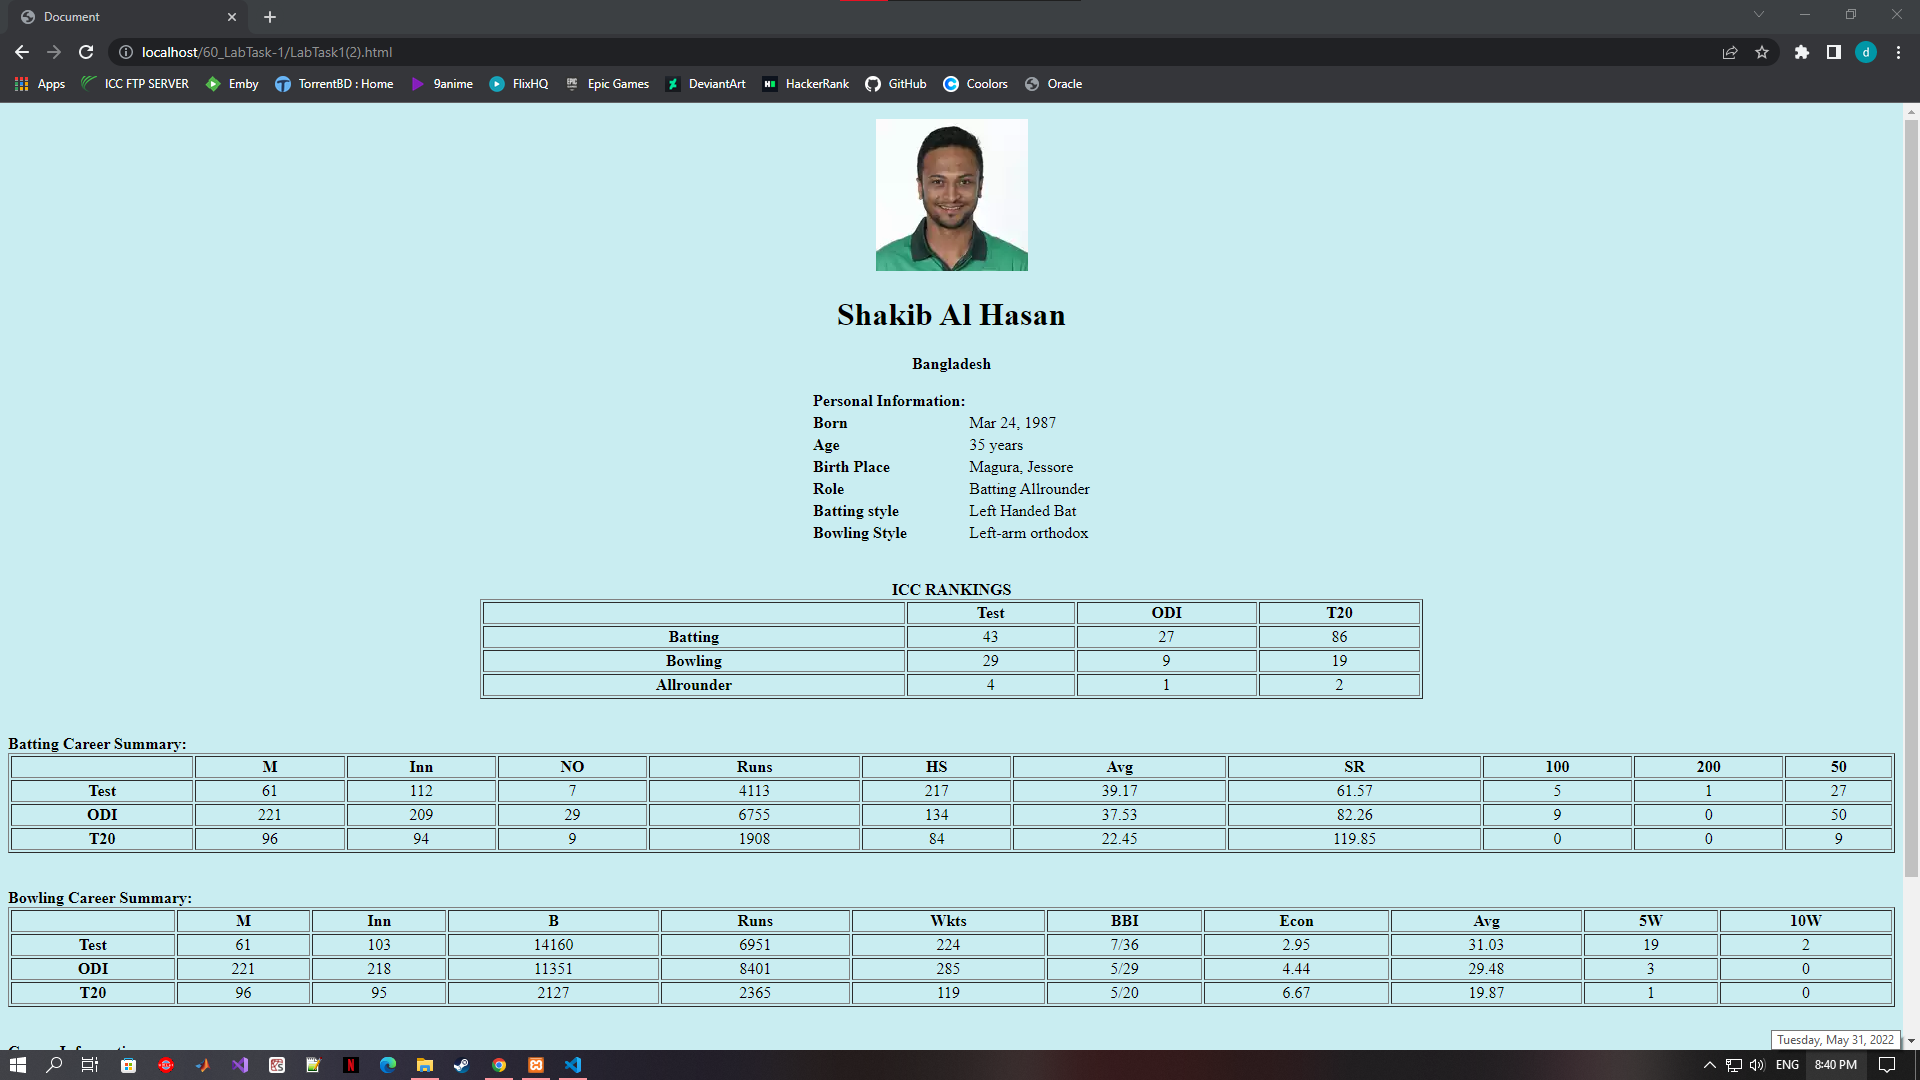 Document
localhost/60_LabTask-1/LabTask1(2).html
d
Apps ICC FTP SERVER Emby TorrentBD : Home 9anime FlixHQ Epic Games DeviantArt HackerRank GitHub Coolors Oracle
Shakib Al Hasan
Bangladesh
Personal Information:
Born Mar 24, 1987
Age 35 years
Birth Place Magura, Jessore
Role Batting Allrounder
Batting style Left Handed Bat
Bowling Style Left-arm orthodox
ICC RANKINGS
Test ODI T20
Batting 43 27 86
Bowling 29 9 19
Allrounder 4 1 2
Batting Career Summary:
M Inn NO Runs HS Avg SR 100 200 50
Test 61 112 7 4113 217 39.17 61.57 5 1 27
ODI 221 209 29 6755 134 37.53 82.26 9 0 50
T20 96 94 9 1908 84 22.45 119.85 0 0 9
Bowling Career Summary:
M Inn B Runs Wkts BBI Econ Avg 5W 10W
Test 61 103 14160 6951 224 7/36 2.95 31.03 19 2
ODI 221 218 11351 8401 285 5/29 4.44 29.48 3 0
T20 96 95 2127 2365 119 5/20 6.67 19.87 1 0
Tuesday, May 31, 2022
ENG 8:40 PM